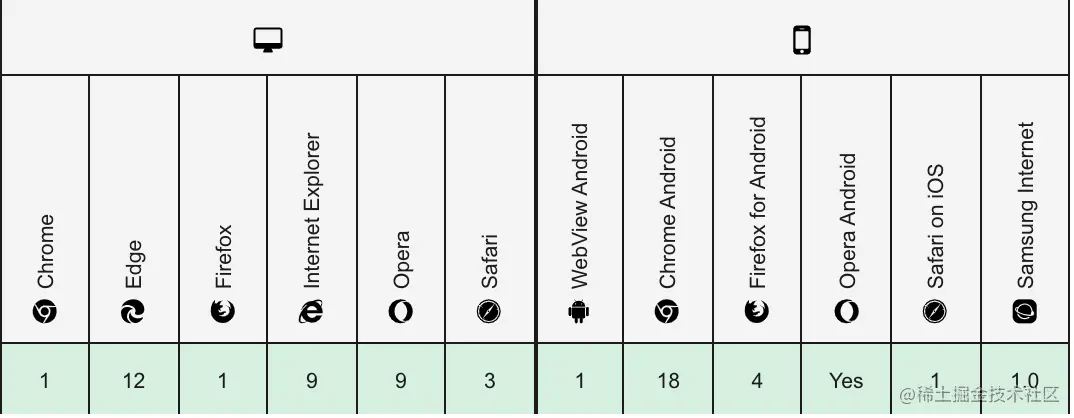 Chrome
Edge
Firefox
Internet Explorer
Opera
Safari
WebView Android
Chrome Android
Firefox for Android
Opera Android
Safari on iOS
Samsung Internet
1 12 1 9 9 3 1 18 4 Yes 1 1.0
@稀土掘金技术社区